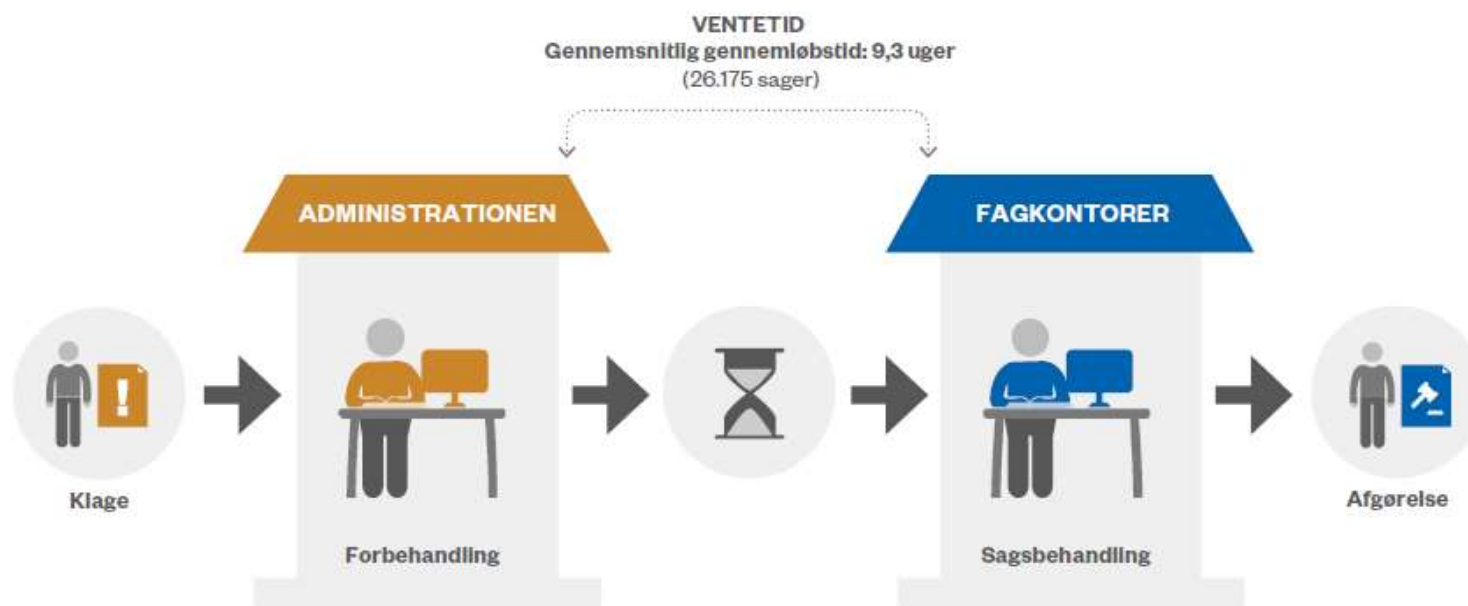 VENTETID
Gennemsnitlig gennemløbstid: 9,3 uger
(26.175 sager)
ADMINISTRATIONEN
FAGKONTORER
Klage
Forbehandling
Sagsbehandling
Afgørelse